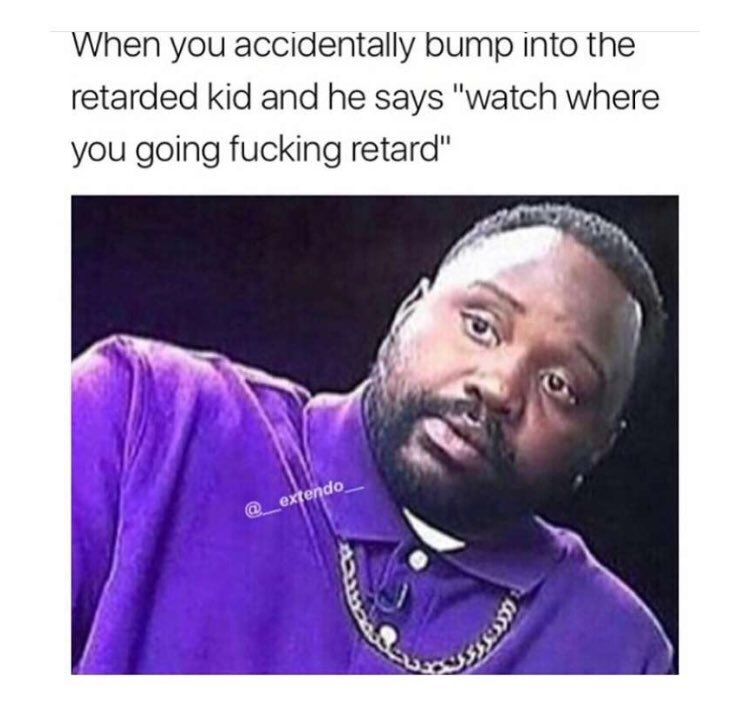 When you accidentally bump into the
retarded kid and he says "watch where
you going fucking retard"
@__extendo__